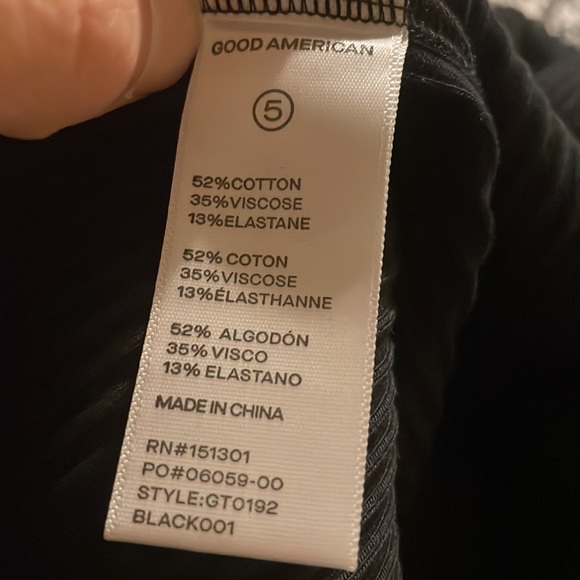 GOOD AMERICAN
5
52%COTTON
35%VISCOSE
13%ELASTANE
52% COTON
35%VISCOSE
13%ÉLASTHANNE
52% ALGODÓN
35% VISCO
13% ELASTANO
MADE IN CHINA
RN#151301
PO#06059-00
STYLE:GT0192
BLACK001